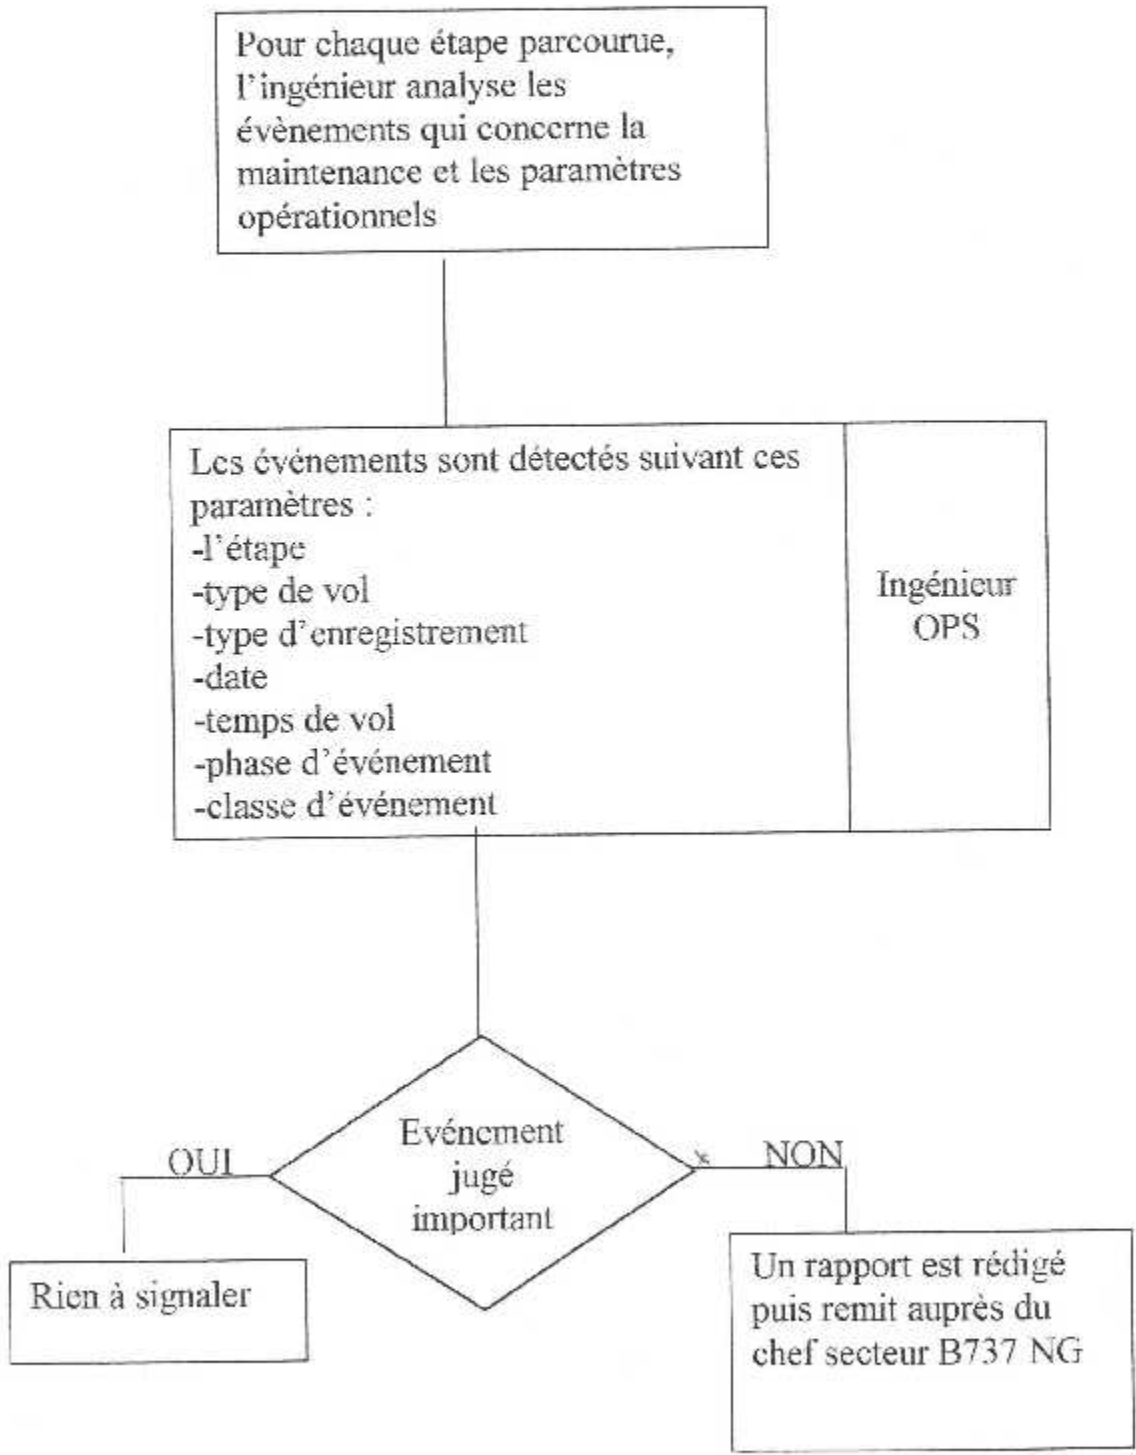 Pour chaque étape parcourue,
l'ingénieur analyse les
évènements qui concerne la
maintenance et les paramètres
opérationnels
Les événements sont détectés suivant ces
paramètres :
-l'étape
-type de vol
-type d'enregistrement
-date
-temps de vol
-phase d'événement
-classe d'événement
Ingénieur
OPS
Evénement
jugé
important
OUI
NON
Rien à signaler
Un rapport est rédigé
puis remit auprès du
chef secteur B737 NG